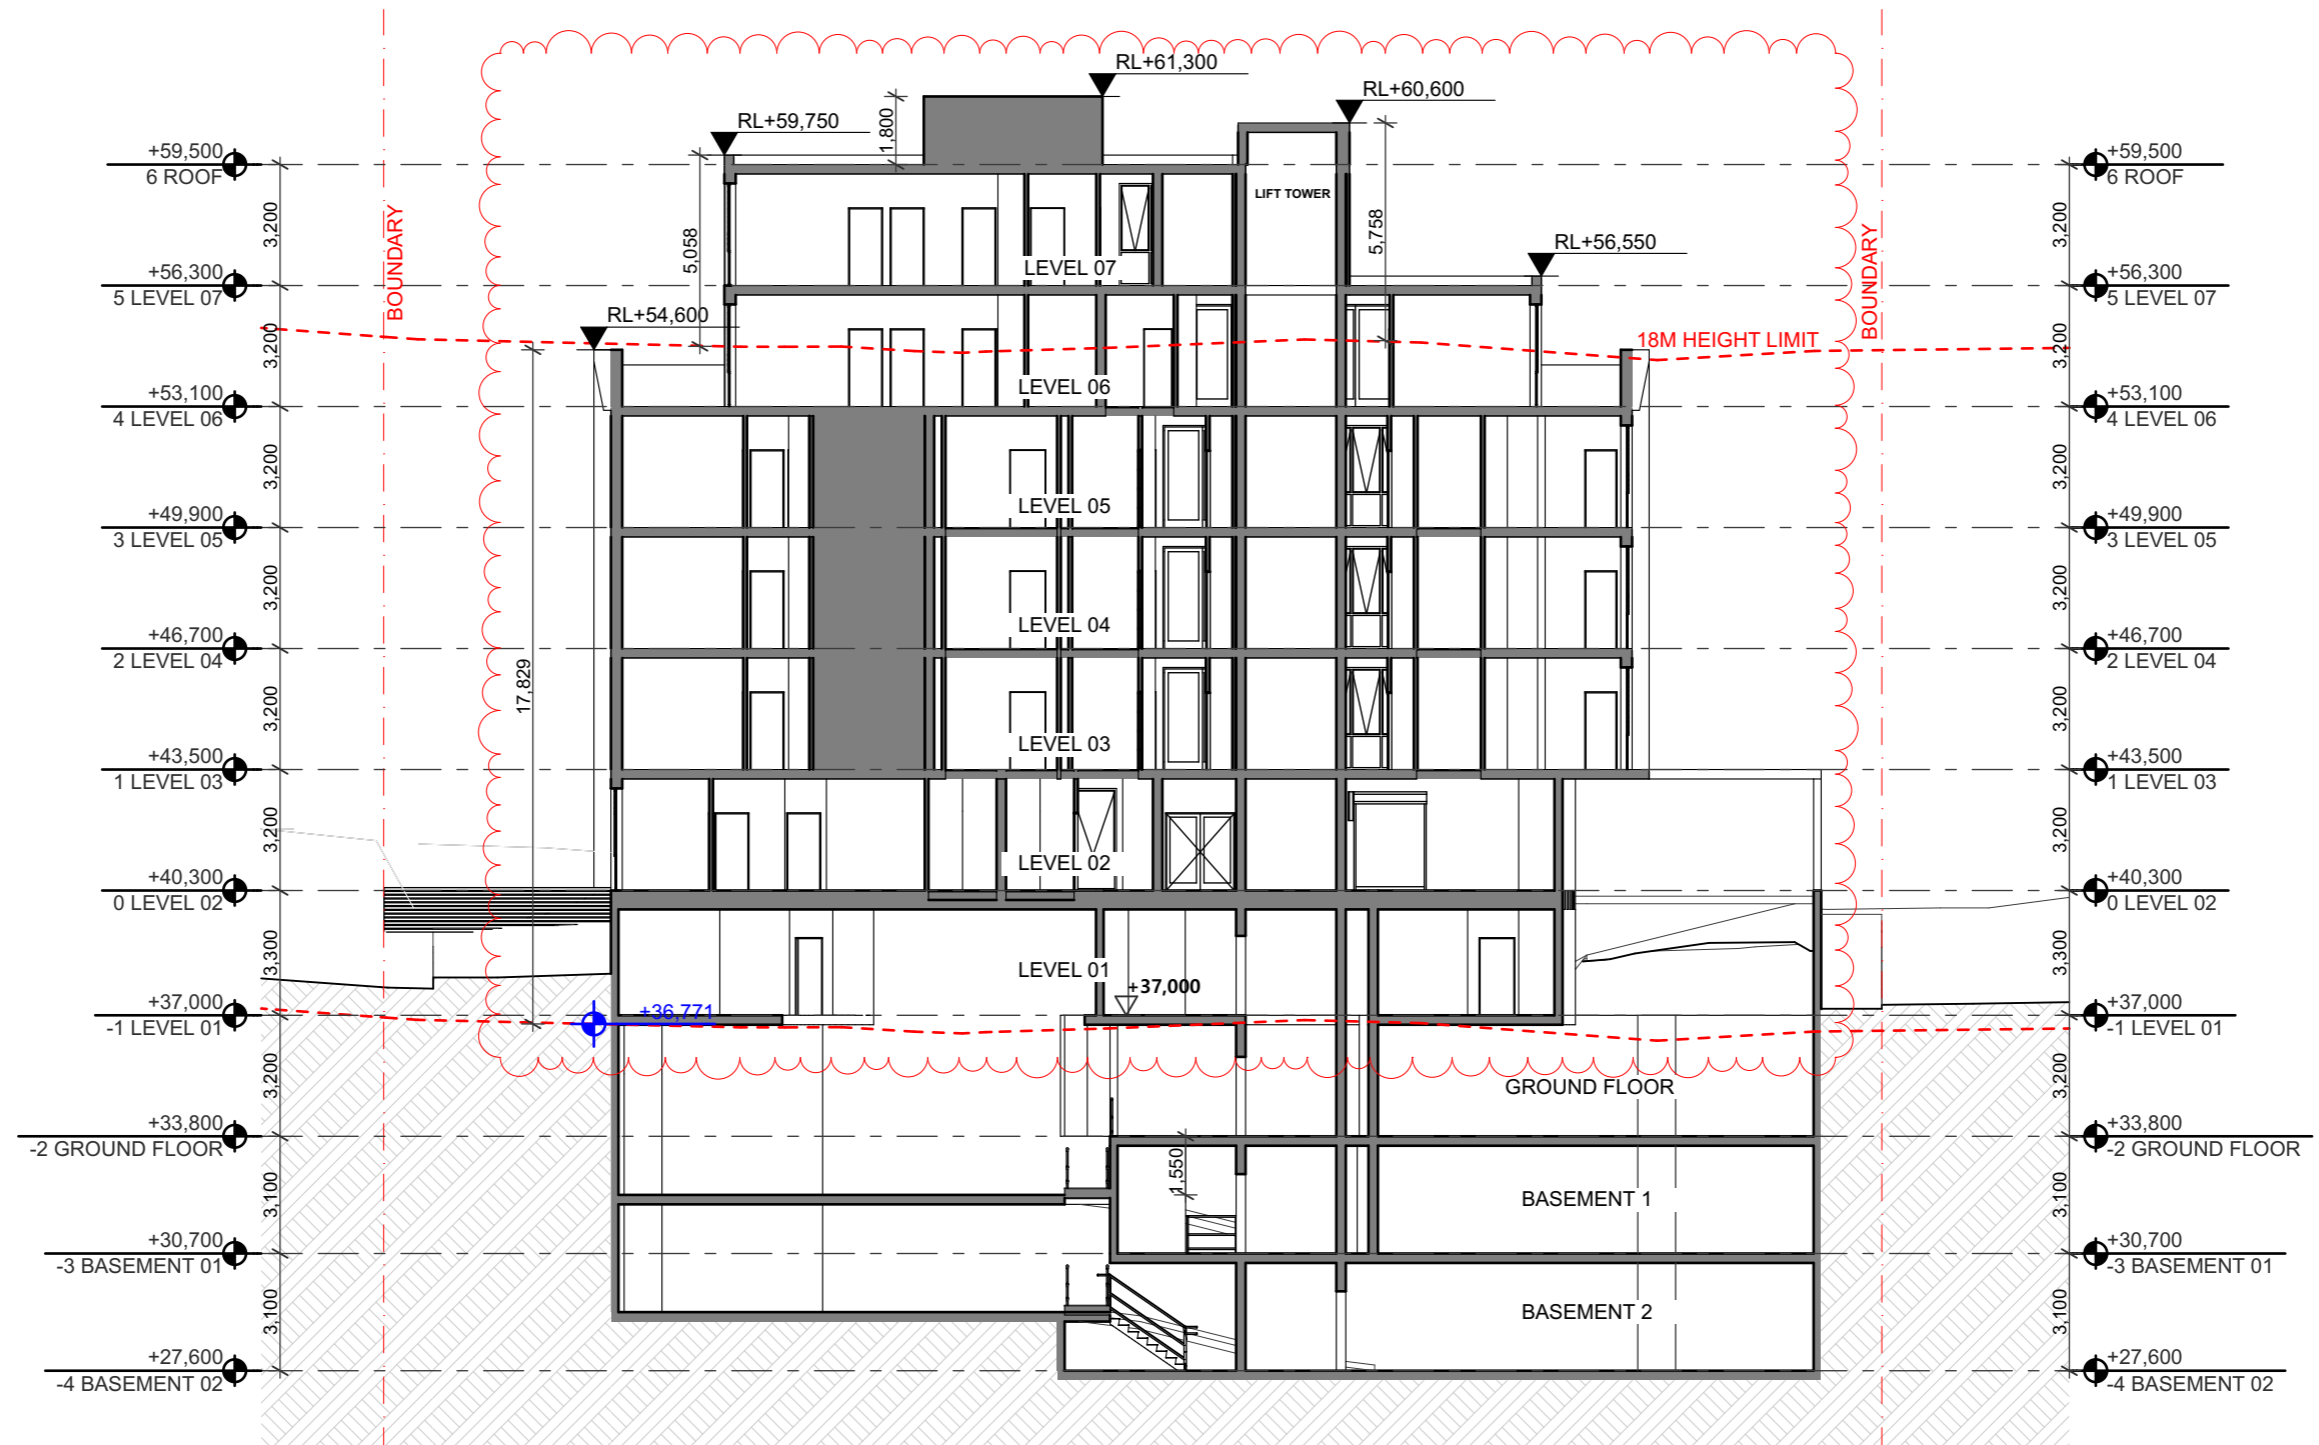 RL+61,300
RL+60,600
RL+59,750
1,800
+59,500
6 ROOF
LIFT TOWER
+59,500
6 ROOF
BOUNDARY
3,200
5,058
5,758
RL+56,550
BOUNDARY
3,200
LEVEL 07
+56,300
5 LEVEL 07
+56,300
5 LEVEL 07
RL+54,600
18M HEIGHT LIMIT
3,200
3,200
LEVEL 06
+53,100
4 LEVEL 06
+53,100
4 LEVEL 06
3,200
3,200
LEVEL 05
+49,900
3 LEVEL 05
+49,900
3 LEVEL 05
3,200
3,200
LEVEL 04
+46,700
2 LEVEL 04
+46,700
2 LEVEL 04
17,829
3,200
3,200
LEVEL 03
+43,500
1 LEVEL 03
+43,500
1 LEVEL 03
3,200
3,200
LEVEL 02
+40,300
0 LEVEL 02
+40,300
0 LEVEL 02
3,300
3,300
LEVEL 01
+37,000
+37,000
-1 LEVEL 01
+36,771
+37,000
-1 LEVEL 01
3,200
3,200
GROUND FLOOR
+33,800
-2 GROUND FLOOR
+33,800
-2 GROUND FLOOR
1,550
3,100
3,100
BASEMENT 1
+30,700
-3 BASEMENT 01
+30,700
-3 BASEMENT 01
3,100
3,100
BASEMENT 2
+27,600
-4 BASEMENT 02
+27,600
-4 BASEMENT 02